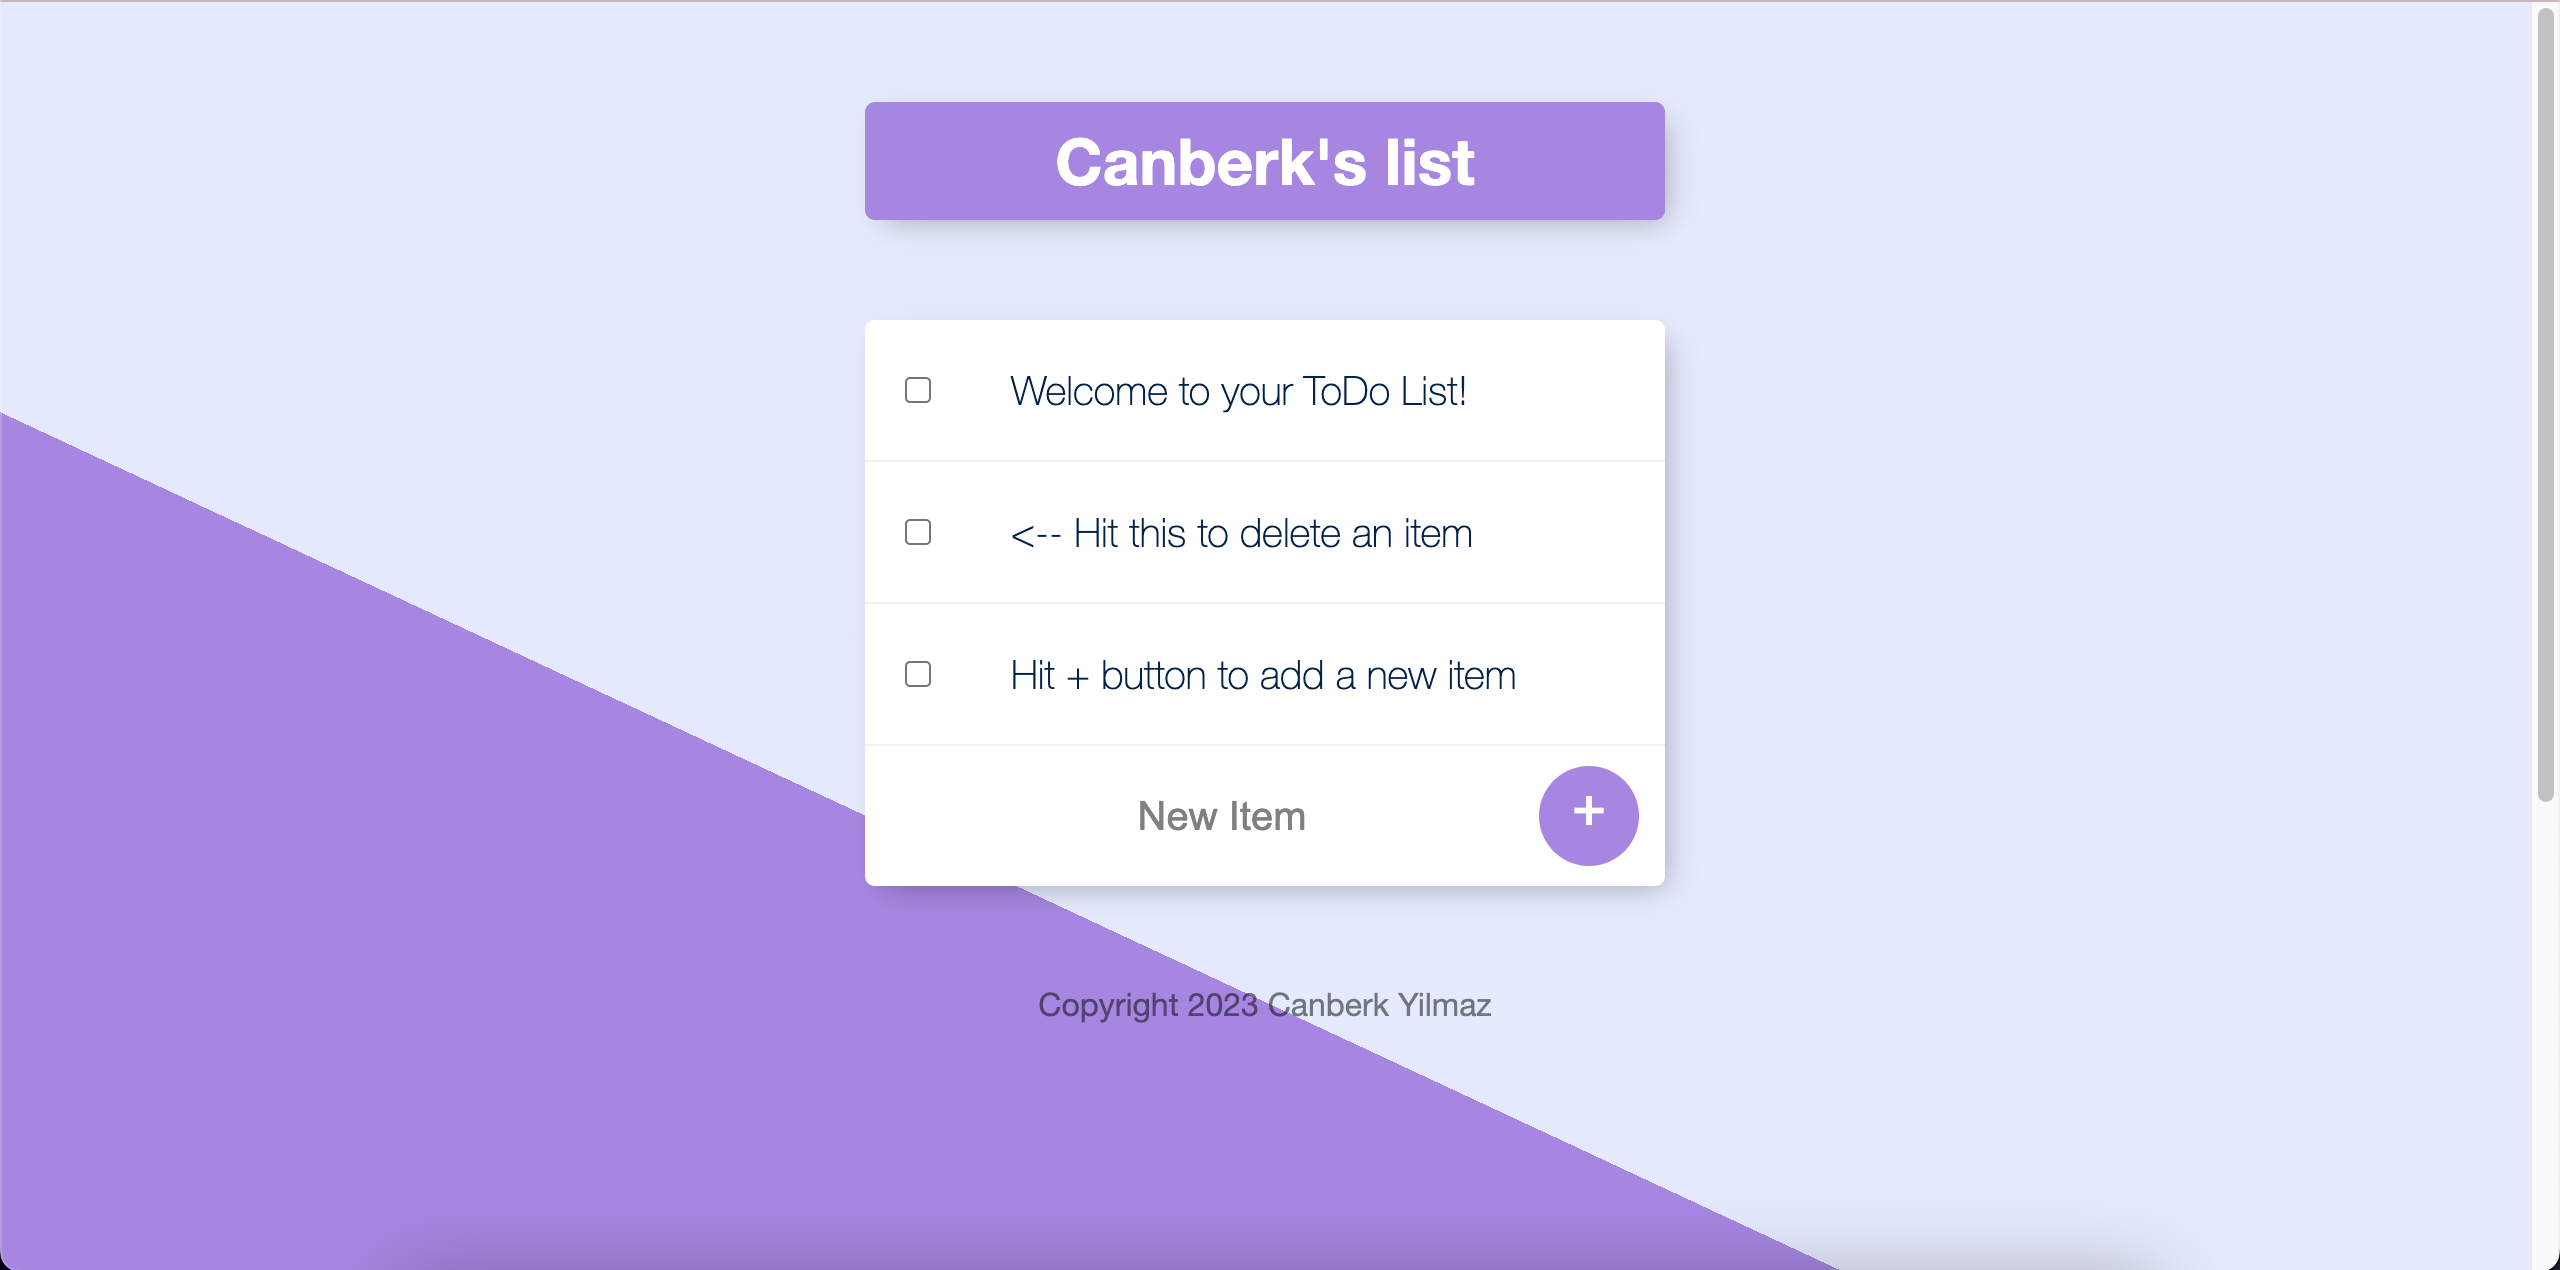 Canberk's list
Welcome to your ToDo List!
<-- Hit this to delete an item
Hit + button to add a new item
New Item
+
Copyright 2023 Canberk Yilmaz